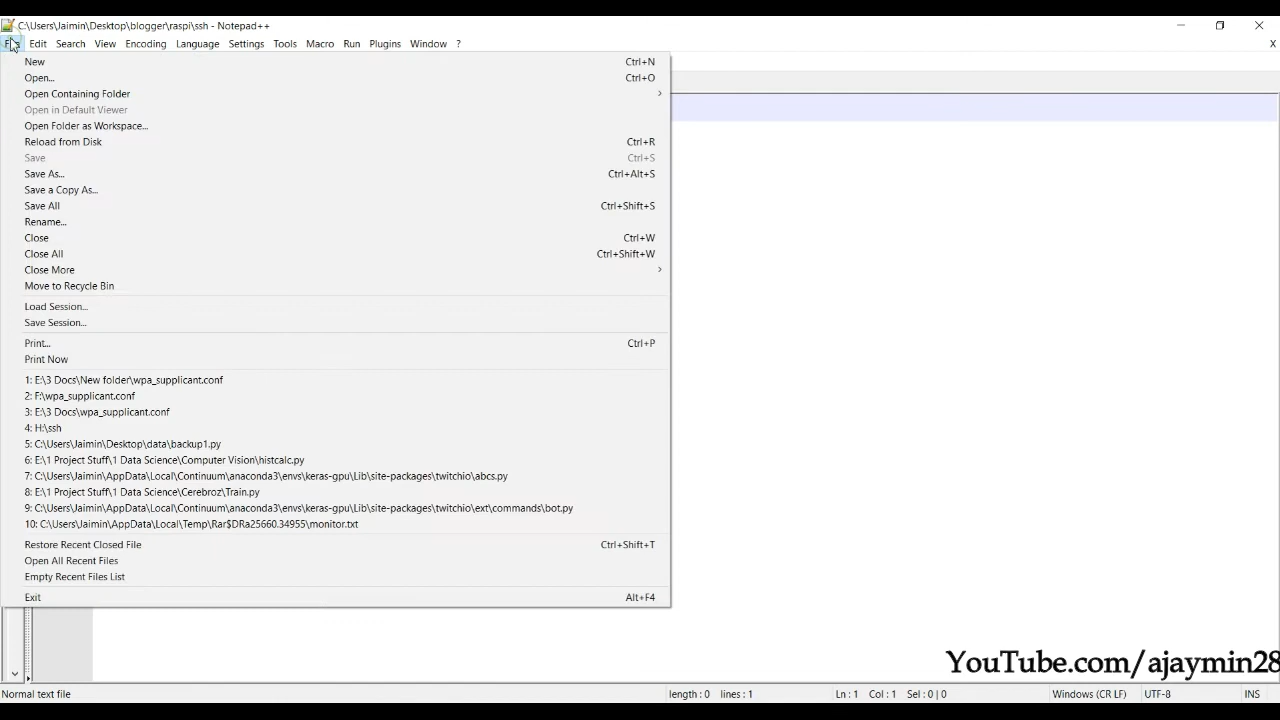 C:\Users\Jaimin\Desktop\blogger\raspi\ssh - Notepad++
File Edit Search View Encoding Language Settings Tools Macro Run Plugins Window ? X
New Ctrl+N
Open... Ctrl+O
Open Containing Folder
Open in Default Viewer
Open Folder as Workspace...
Reload from Disk Ctrl+R
Save Ctrl+S
Save As... Ctrl+Alt+S
Save a Copy As...
Save All Ctrl+Shift+S
Rename...
Close Ctrl+W
Close All Ctrl+Shift+W
Close More
Move to Recycle Bin
Load Session...
Save Session...
Print... Ctrl+P
Print Now
1: E:\3 Docs\New folder\wpa_supplicant.conf
2: F:\wpa_supplicant.conf
3: E:\3 Docs\wpa_supplicant.conf
4: H:\ssh
5: C:\Users\Jaimin\Desktop\data\backup1.py
6: E:\1 Project Stuff\1 Data Science\Computer Vision\histcalc.py
7: C:\Users\Jaimin\AppData\Local\Continuum\anaconda3\envs\keras-gpu\Lib\site-packages\twitchio\abcs.py
8: E:\1 Project Stuff\1 Data Science\Cerebroz\Train.py
9: C:\Users\Jaimin\AppData\Local\Continuum\anaconda3\envs\keras-gpu\Lib\site-packages\twitchio\ext\commands\bot.py
10: C:\Users\Jaimin\AppData\Local\Temp\Rar$DRa25660.34955\monitor.txt
Restore Recent Closed File Ctrl+Shift+T
Open All Recent Files
Empty Recent Files List
Exit Alt+F4
YouTube.com/ajaymin28
Normal text file length : 0 lines : 1 Ln : 1 Col : 1 Sel : 0 | 0 Windows (CR LF) UTF-8 INS